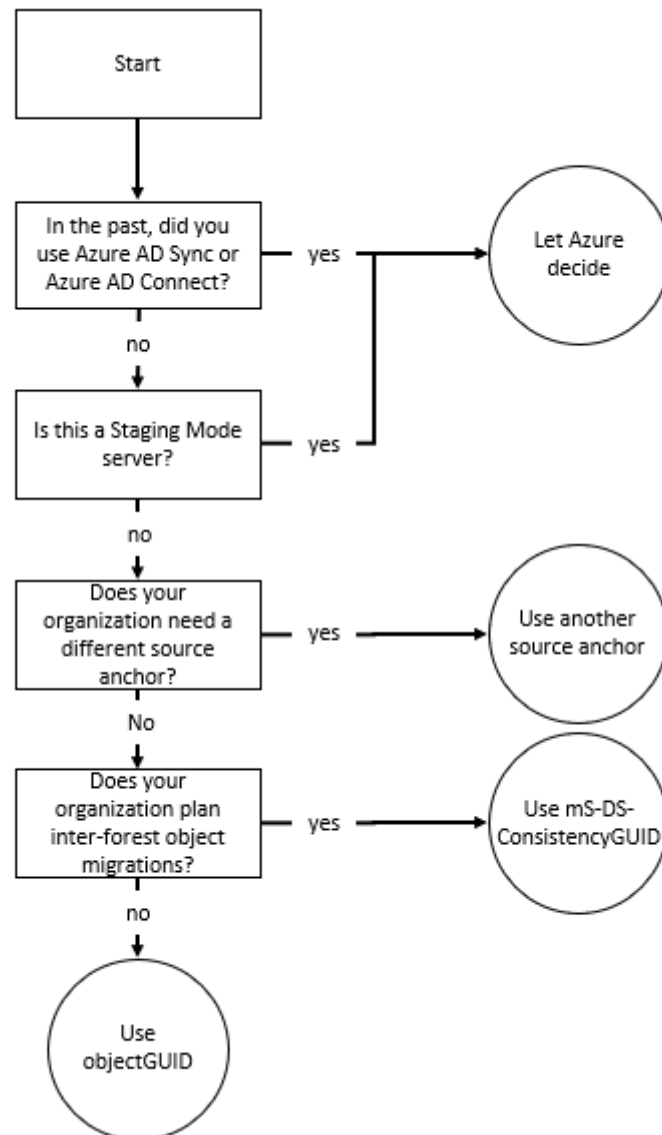 Start
In the past, did you
use Azure AD Sync or
Azure AD Connect?
yes
Let Azure
decide
no
Is this a Staging Mode
server?
yes
no
Does your
organization need a
different source
anchor?
yes
Use another
source anchor
No
Does your
organization plan
inter-forest object
migrations?
yes
Use mS-DS-
ConsistencyGUID
no
Use
objectGUID